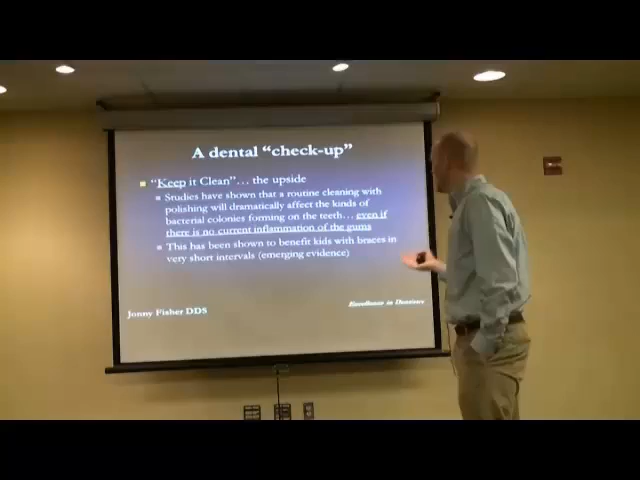 A dental "check-up"
"Keep it Clean"... the upside
Studies have shown that a routine cleaning with
polishing will dramatically affect the kinds of
bacterial colonies forming on the teeth... even if
there is no current inflammation of the gums
This has been shown to benefit kids with braces in
very short intervals (emerging evidence)
Excellence in Dentistry
Jonny Fisher DDS